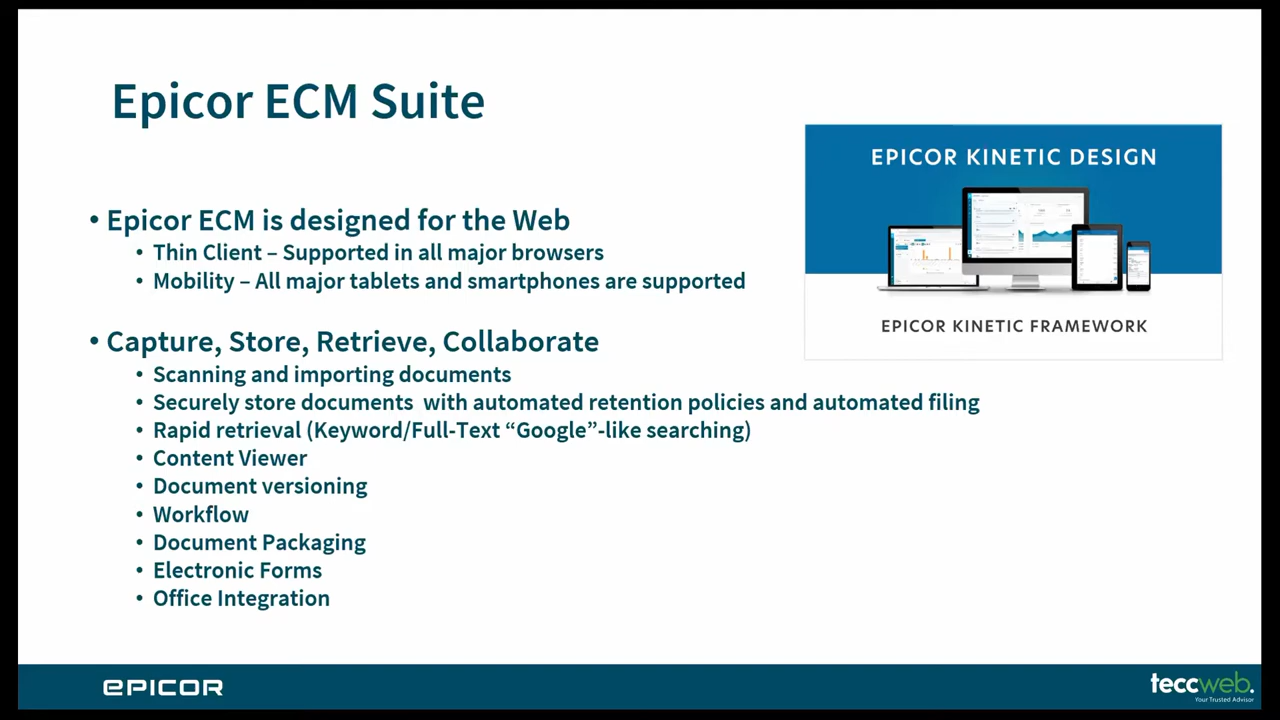 Epicor ECM Suite
EPICOR KINETIC DESIGN
EPICOR KINETIC FRAMEWORK
• Epicor ECM is designed for the Web
• Thin Client – Supported in all major browsers
• Mobility – All major tablets and smartphones are supported
• Capture, Store, Retrieve, Collaborate
• Scanning and importing documents
• Securely store documents with automated retention policies and automated filing
• Rapid retrieval (Keyword/Full-Text “Google”-like searching)
• Content Viewer
• Document versioning
• Workflow
• Document Packaging
• Electronic Forms
• Office Integration
EPICOR
teccweb.
Your Trusted Advisor